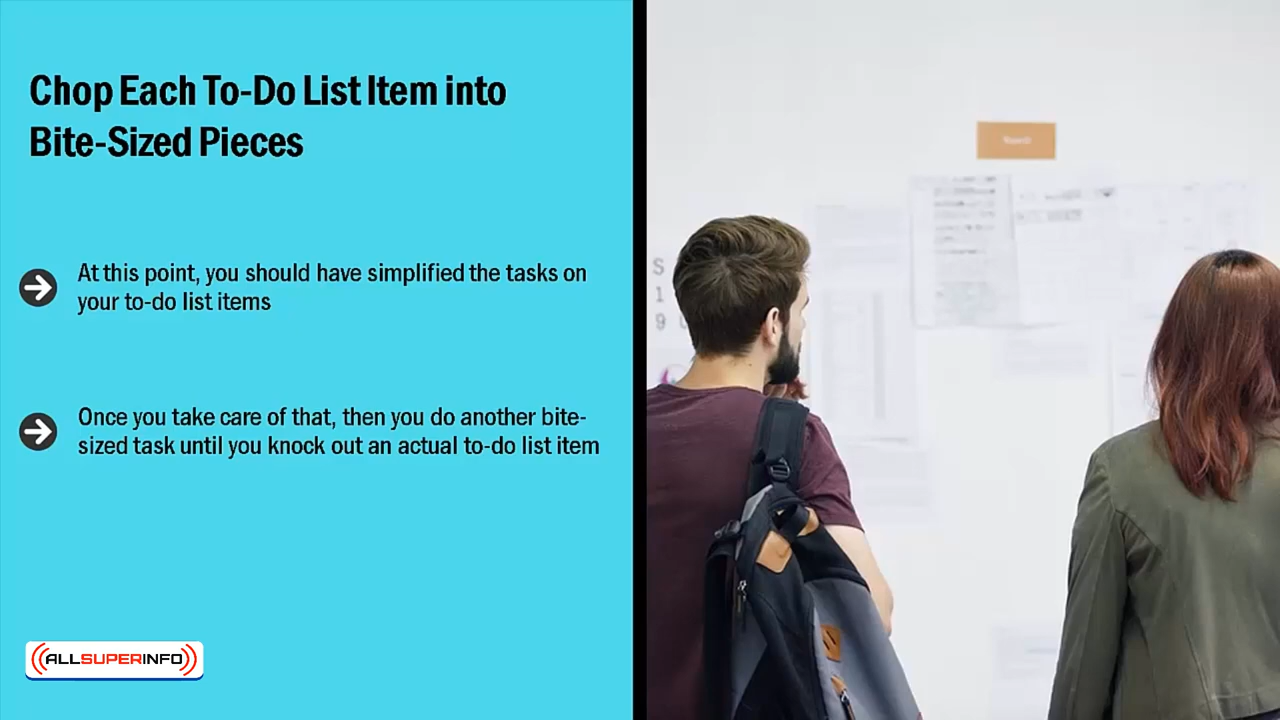 Chop Each To-Do List Item into
Bite-Sized Pieces
At this point, you should have simplified the tasks on
your to-do list items
Once you take care of that, then you do another bite-
sized task until you knock out an actual to-do list item
ALLSUPERINFO
S
1
9